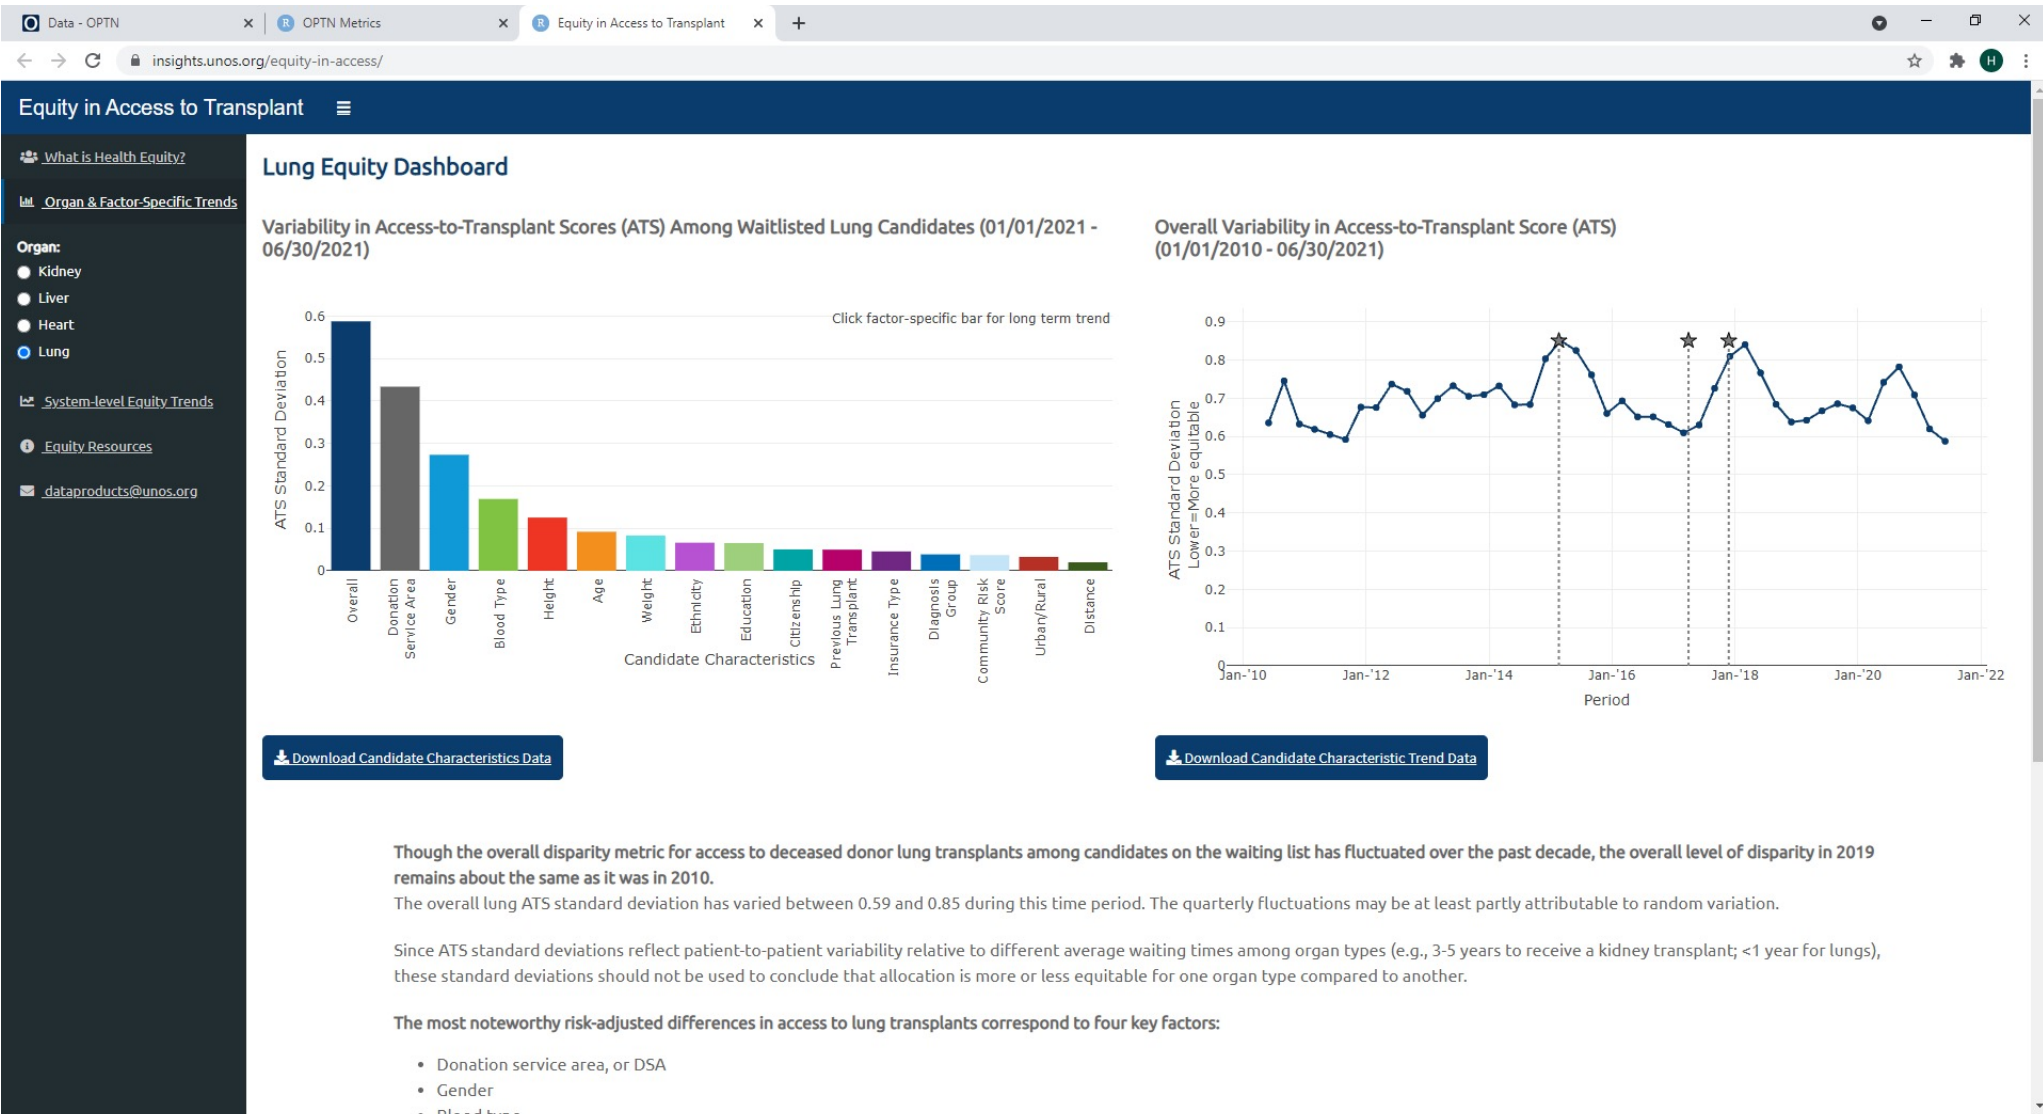 Data - OPTN
OPTN Metrics
Equity in Access to Transplant
insights.unos.org/equity-in-access/
H
Equity in Access to Transplant
What is Health Equity?
Organ & Factor-Specific Trends
Organ:
Kidney
Liver
Heart
Lung
System-level Equity Trends
Equity Resources
dataproducts@unos.org
Lung Equity Dashboard
Variability in Access-to-Transplant Scores (ATS) Among Waitlisted Lung Candidates (01/01/2021 -
06/30/2021)
Click factor-specific bar for long term trend
ATS Standard Deviation
0.6
0.5
0.4
0.3
0.2
0.1
0
Overall
Donation
Service Area
Gender
Blood Type
Height
Age
Weight
Ethnicity
Education
Citizenship
Previous Lung
Transplant
Insurance Type
Diagnosis
Group
Community Risk
Score
Urban/Rural
Distance
Candidate Characteristics
Download Candidate Characteristics Data
Overall Variability in Access-to-Transplant Score (ATS)
(01/01/2010 - 06/30/2021)
ATS Standard Deviation
Lower=More equitable
0.9
0.8
0.7
0.6
0.5
0.4
0.3
0.2
0.1
0
Jan-'10
Jan-'12
Jan-'14
Jan-'16
Jan-'18
Jan-'20
Jan-'22
Period
Download Candidate Characteristic Trend Data
Though the overall disparity metric for access to deceased donor lung transplants among candidates on the waiting list has fluctuated over the past decade, the overall level of disparity in 2019
remains about the same as it was in 2010.
The overall lung ATS standard deviation has varied between 0.59 and 0.85 during this time period. The quarterly fluctuations may be at least partly attributable to random variation.
Since ATS standard deviations reflect patient-to-patient variability relative to different average waiting times among organ types (e.g., 3-5 years to receive a kidney transplant; <1 year for lungs),
these standard deviations should not be used to conclude that allocation is more or less equitable for one organ type compared to another.
The most noteworthy risk-adjusted differences in access to lung transplants correspond to four key factors:
• Donation service area, or DSA
• Gender
• Blood type